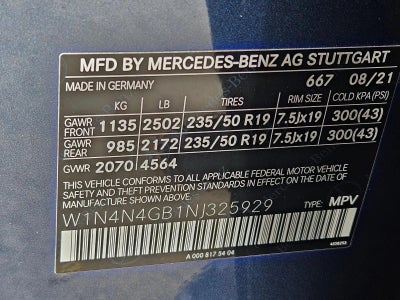 MFD BY MERCEDES-BENZ AG STUTTGART
MADE IN GERMANY 667 08/21
KG LB TIRES RIM SIZE COLD KPA(PSI)
GAWR FRONT 1135 2502 235/50 R19 7.5Jx19 300(43)
GAWR REAR 985 2172 235/50 R19 7.5Jx19 300(43)
GVWR 2070 4564
THIS VEHICLE CONFORMS TO ALL APPLICABLE FEDERAL MOTOR VEHICLE
SAFETY AND THEFT PREVENTION STANDARDS IN EFFECT ON THE DATE OF
MANUFACTURE SHOWN ABOVE.
W1N4N4GB1NJ325929 TYPE: MPV
A 000 817 54 04